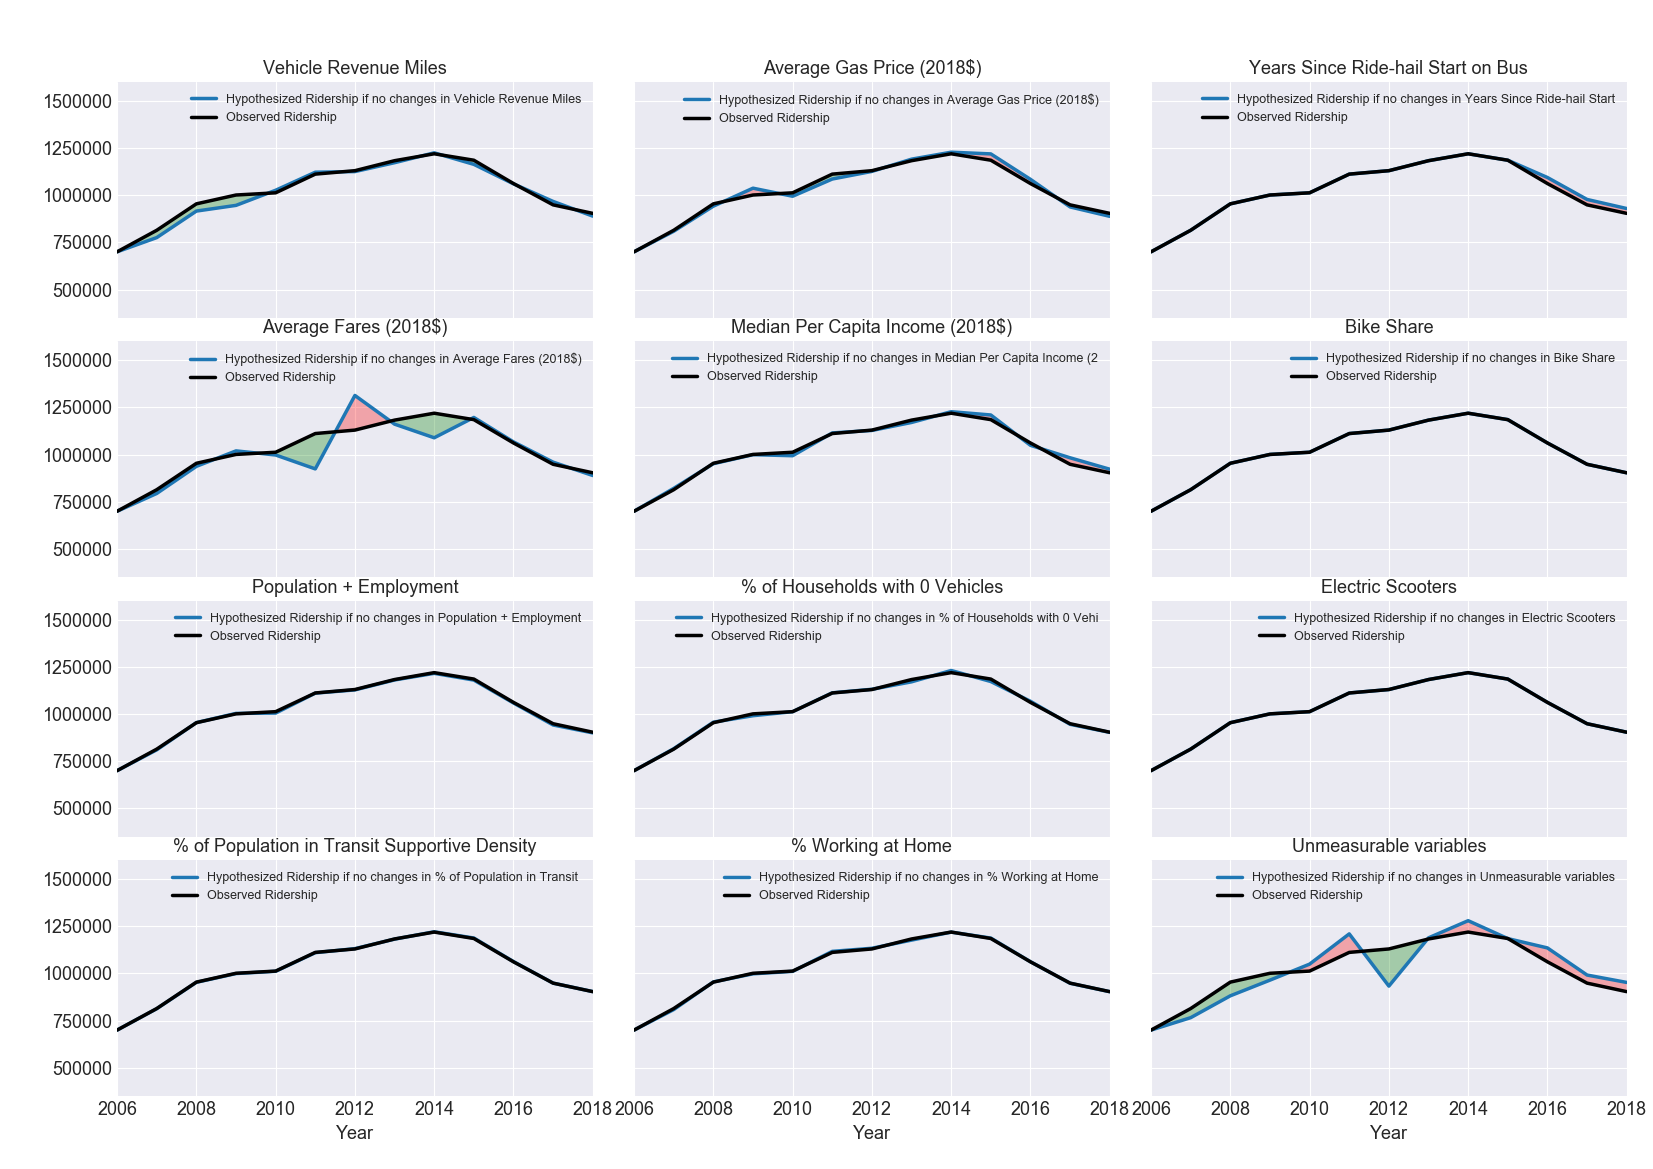 Vehicle Revenue Miles
1500000
1250000
1000000
750000
500000
Hypothesized Ridership if no changes in Vehicle Revenue Miles
Observed Ridership
Average Gas Price (2018$)
Hypothesized Ridership if no changes in Average Gas Price (2018$)
Observed Ridership
Years Since Ride-hail Start on Bus
Hypothesized Ridership if no changes in Years Since Ride-hail Start
Observed Ridership
Average Fares (2018$)
1500000
1250000
1000000
750000
500000
Hypothesized Ridership if no changes in Average Fares (2018$)
Observed Ridership
Median Per Capita Income (2018$)
Hypothesized Ridership if no changes in Median Per Capita Income (2
Observed Ridership
Bike Share
Hypothesized Ridership if no changes in Bike Share
Observed Ridership
Population + Employment
1500000
1250000
1000000
750000
500000
Hypothesized Ridership if no changes in Population + Employment
Observed Ridership
% of Households with 0 Vehicles
Hypothesized Ridership if no changes in % of Households with 0 Vehi
Observed Ridership
Electric Scooters
Hypothesized Ridership if no changes in Electric Scooters
Observed Ridership
% of Population in Transit Supportive Density
1500000
1250000
1000000
750000
500000
Hypothesized Ridership if no changes in % of Population in Transit
Observed Ridership
2006 2008 2010 2012 2014 2016 2018
Year
% Working at Home
Hypothesized Ridership if no changes in % Working at Home
Observed Ridership
2006 2008 2010 2012 2014 2016 2018
Year
Unmeasurable variables
Hypothesized Ridership if no changes in Unmeasurable variables
Observed Ridership
2006 2008 2010 2012 2014 2016 2018
Year